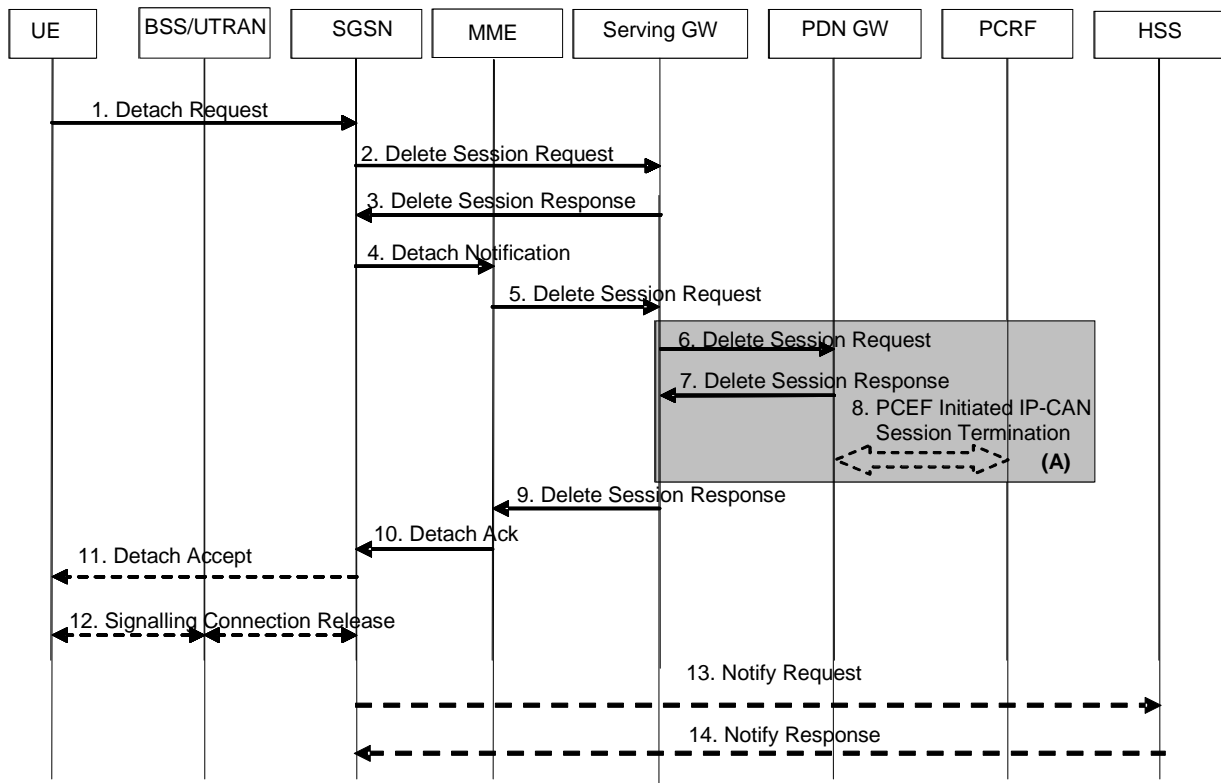 UE
BSS/UTRAN
SGSN
MME
Serving GW
PDN GW
PCRF
HSS
1. Detach Request
2. Delete Session Request
3. Delete Session Response
4. Detach Notification
5. Delete Session Request
6. Delete Session Request
7. Delete Session Response
8. PCEF Initiated IP-CAN
Session Termination
(A)
9. Delete Session Response
10. Detach Ack
11. Detach Accept
12. Signalling Connection Release
13. Notify Request
14. Notify Response